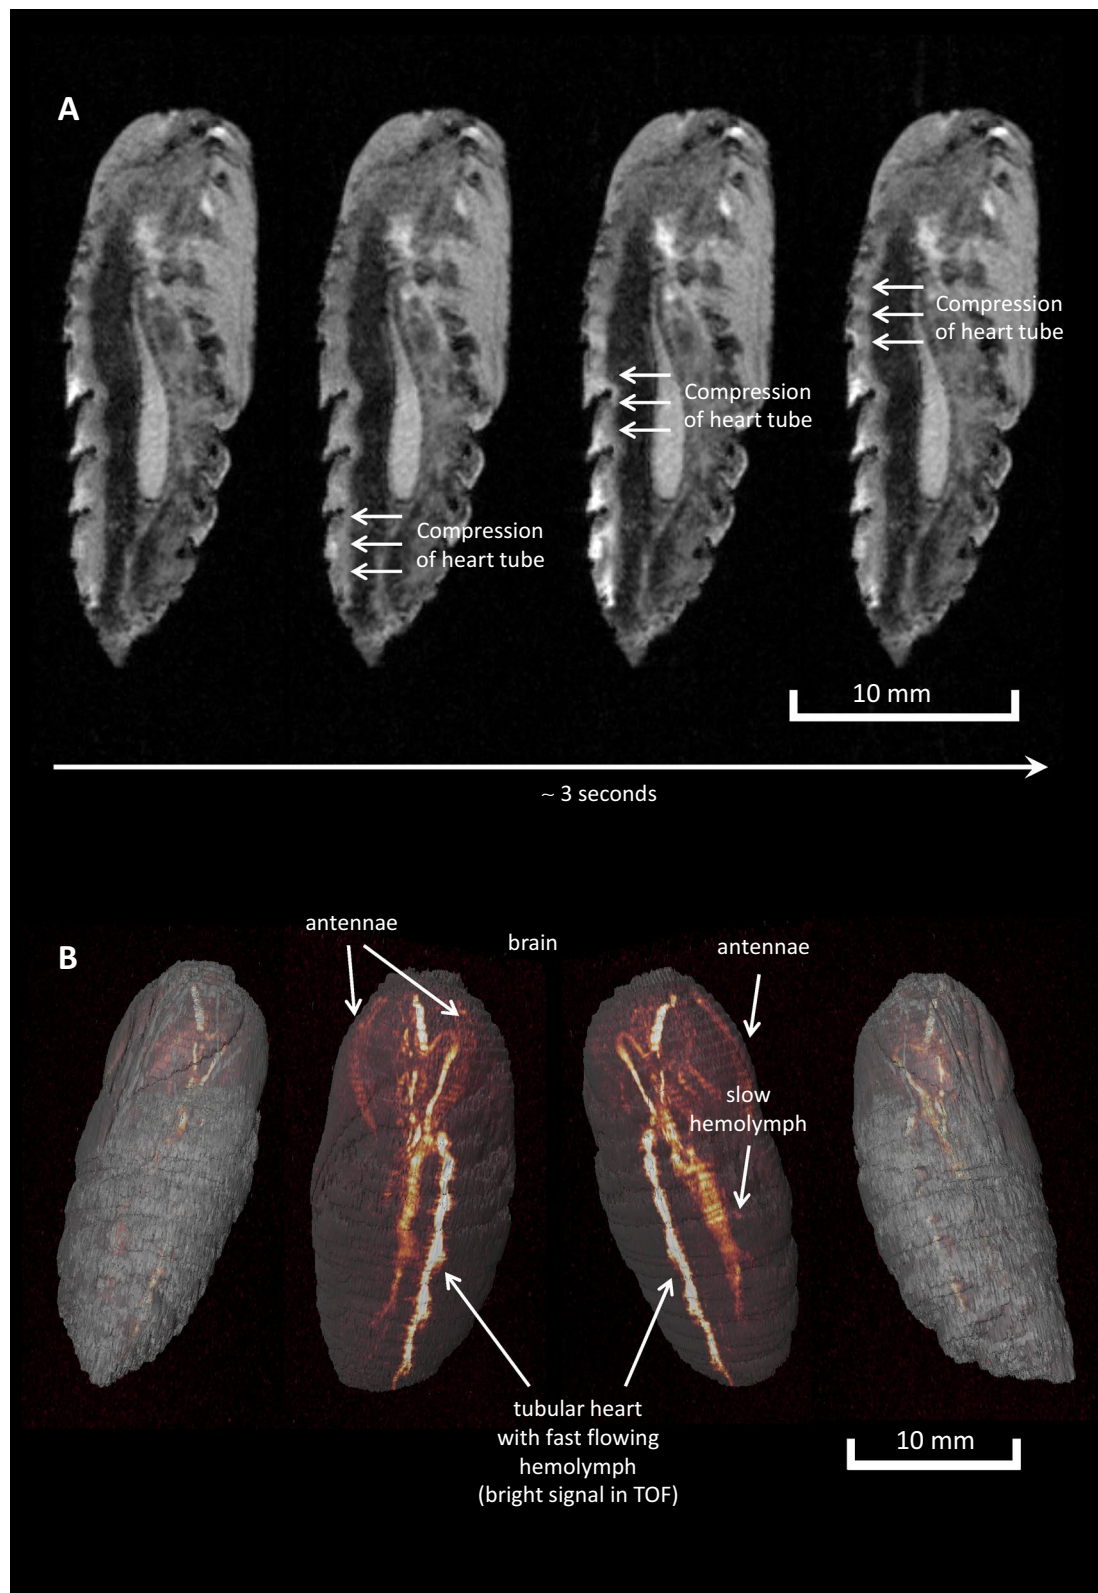 A
Compression
of heart tube
Compression
of heart tube
Compression
of heart tube
10 mm
~ 3 seconds
B
antennae
brain
antennae
slow
hemolymph
tubular heart
with fast flowing
hemolymph
(bright signal in TOF)
10 mm